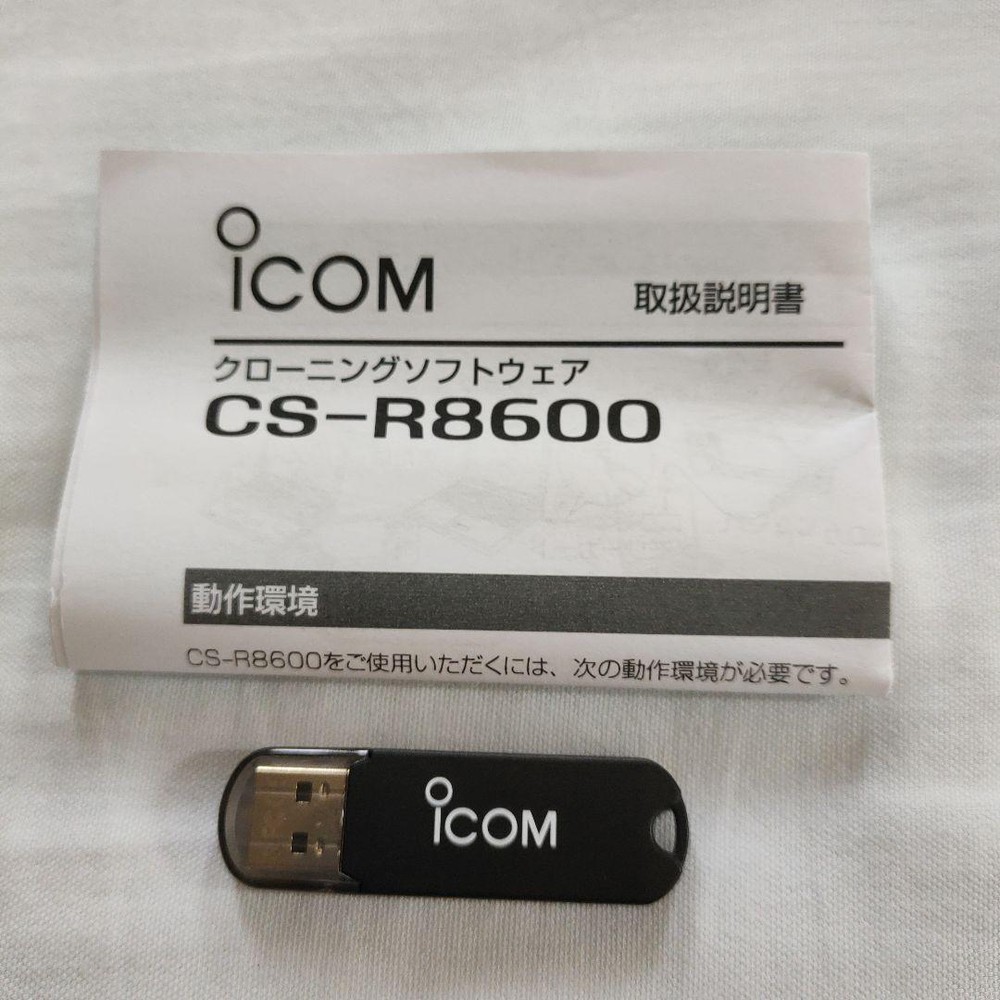 iCOM
取扱説明書
クローニングソフトウェア
CS-R8600
動作環境
CS-R8600をご使用いただくには、次の動作環境が必要です。
iCOM